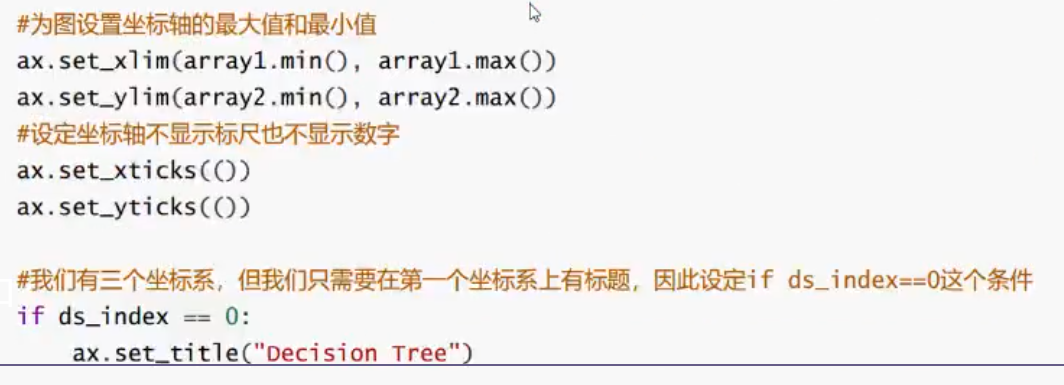 #为图设置坐标轴的最大值和最小值
ax.set_xlim(array1.min(), array1.max())
ax.set_ylim(array2.min(), array2.max())
#设定坐标轴不显示标尺也不显示数字
ax.set_xticks(())
ax.set_yticks(())
#我们有三个坐标系，但我们只需要在第一个坐标系上有标题，因此设定if ds_index==0这个条件
if ds_index == 0:
    ax.set_title("Decision Tree")